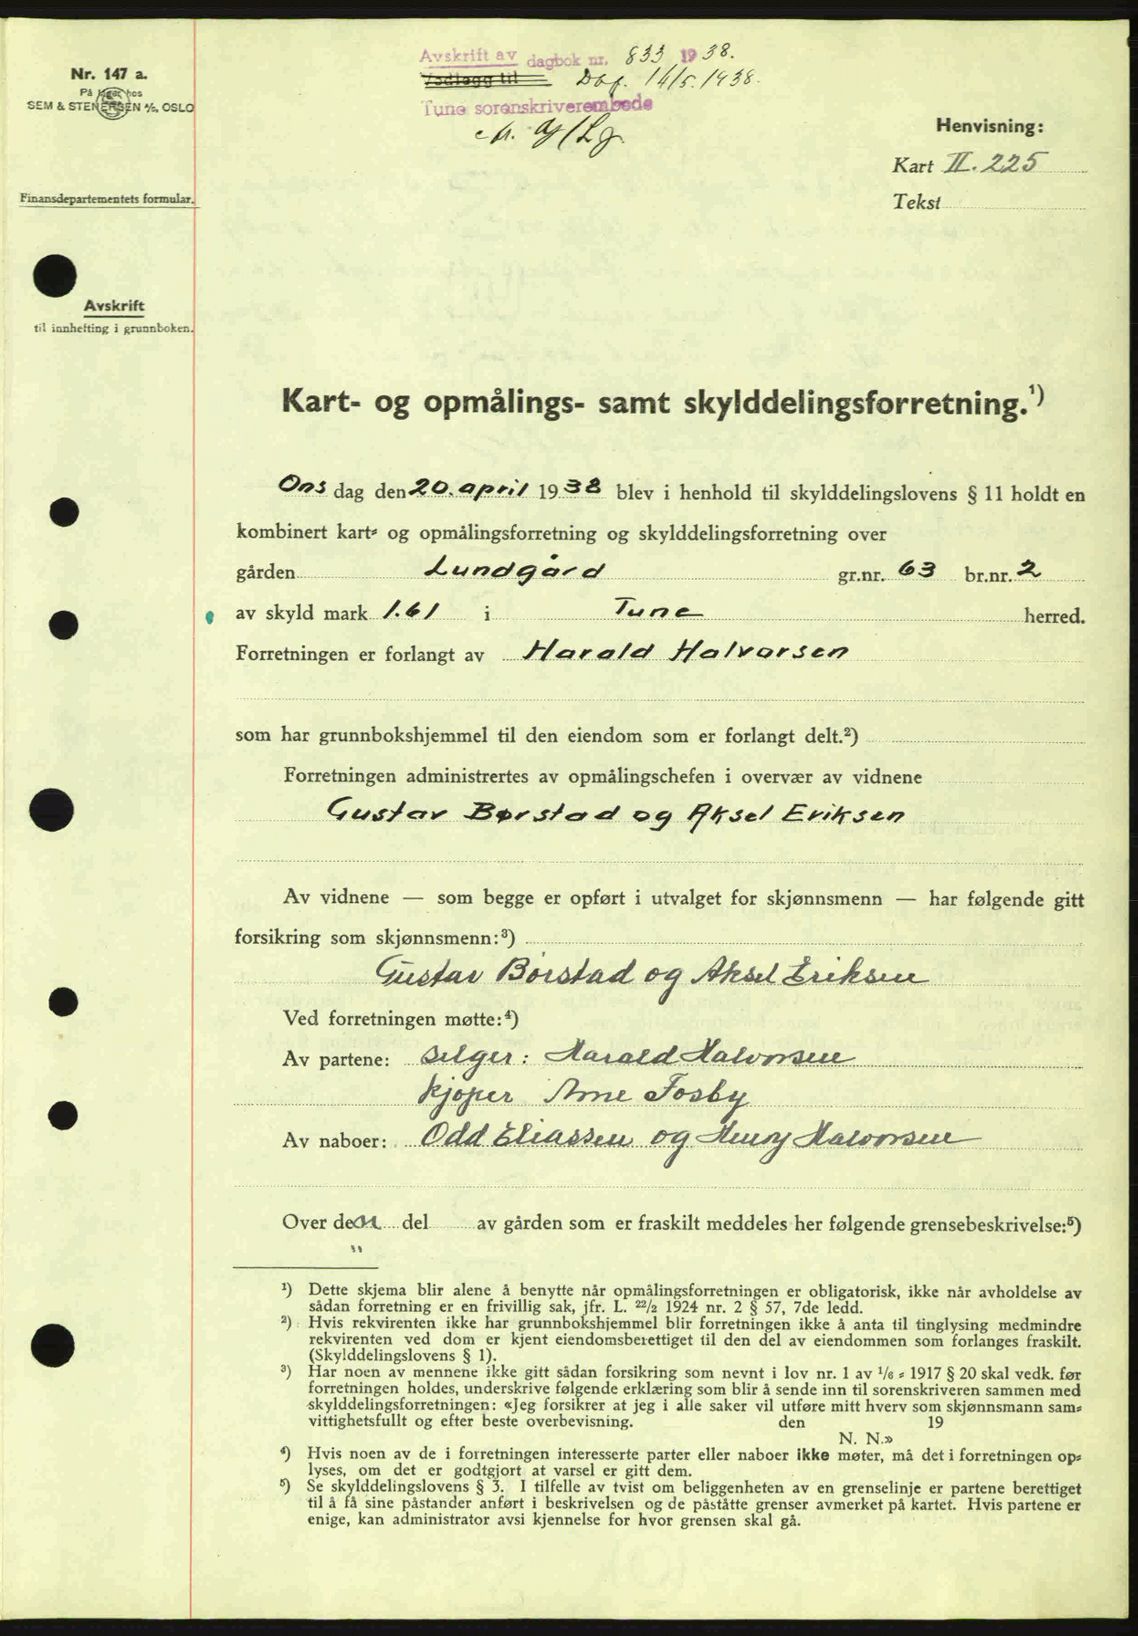 Nr. 147 a.
På lager hos
SEM & STENERSEN A/S. OSLO
Finansdepartementets formular.
Avskrift
til innhefting i grunnboken.
Avskrift av dagbok nr. 833 1938.
Vedlegg til Dbf. 14/5. 1938.
Tune sorenskriverembede
Henvisning:
Kart II. 225
Tekst
Kart- og opmålings- samt skylddelingsforretning.¹)
Onsdag den 20. april 1938 blev i henhold til skylddelingslovens § 11 holdt en
kombinert kart- og opmålingsforretning og skylddelingsforretning over
gården Lundgård gr.nr. 63 br.nr. 2
av skyld mark 1.61 i Tune herred.
Forretningen er forlangt av Harald Halvorsen
som har grunnbokshjemmel til den eiendom som er forlangt delt.²)
Forretningen administrertes av opmålingschefen i overvær av vidnene
Gustav Børstad og Aksel Eriksen
Av vidnene — som begge er opført i utvalget for skjønnsmenn — har følgende gitt
forsikring som skjønnsmenn:³)
Gustav Børstad og Aksel Eriksen
Ved forretningen møtte:⁴)
Av partene: Selger: Harald Halvorsen
Kjøper Arne Fosby
Av naboer: Odd Eliassen og Henry Halvorsen
Over den del av gården som er fraskilt meddeles her følgende grensebeskrivelse:⁵)
¹) Dette skjema blir alene å benytte når opmålingsforretningen er obligatorisk, ikke når avholdelse av
sådan forretning er en frivillig sak, jfr. L. 22/2 1924 nr. 2 § 57, 7de ledd.
²) Hvis rekvirenten ikke har grunnbokshjemmel blir forretningen ikke å anta til tinglysing medmindre
rekvirenten ved dom er kjent eiendomsberettiget til den del av eiendommen som forlanges fraskilt.
(Skylddelingslovens § 1).
³) Har noen av mennene ikke gitt sådan forsikring som nevnt i lov nr. 1 av 1/6 - 1917 § 20 skal vedk. før
forretningen holdes, underskrive følgende erklæring som blir å sende inn til sorenskriveren sammen med
skylddelingsforretningen: «Jeg forsikrer at jeg i alle saker vil utføre mitt hverv som skjønnsmann sam-
vittighetsfullt og efter beste overbevisning. den 19
N. N.»
⁴) Hvis noen av de i forretningen interesserte parter eller naboer ikke møter, må det i forretningen op-
lyses, om det er godtgjort at varsel er gitt dem.
⁵) Se skylddelingslovens § 3. I tilfelle av tvist om beliggenheten av en grenselinje er partene berettiget
til å få sine påstander anført i beskrivelsen og de påståtte grenser avmerket på kartet. Hvis partene er
enige, kan administrator avsi kjennelse for hvor grensen skal gå.